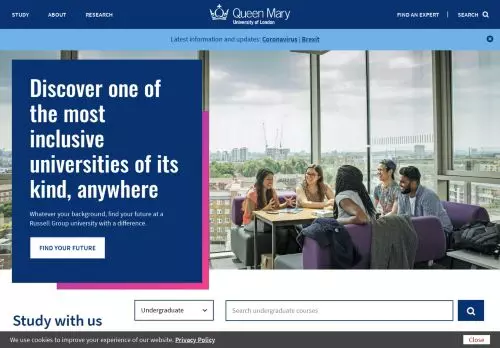 STUDY ABOUT RESEARCH
Queen Mary
University of London
FIND AN EXPERT | SEARCH
Latest information and updates: Coronavirus | Brexit
Discover one of
the most
inclusive
universities of its
kind, anywhere
Whatever your background, find your future at a
Russell Group university with a difference.
FIND YOUR FUTURE
Study with us
Undergraduate
Search undergraduate courses
We use cookies to improve your experience of our website. Privacy Policy
Close